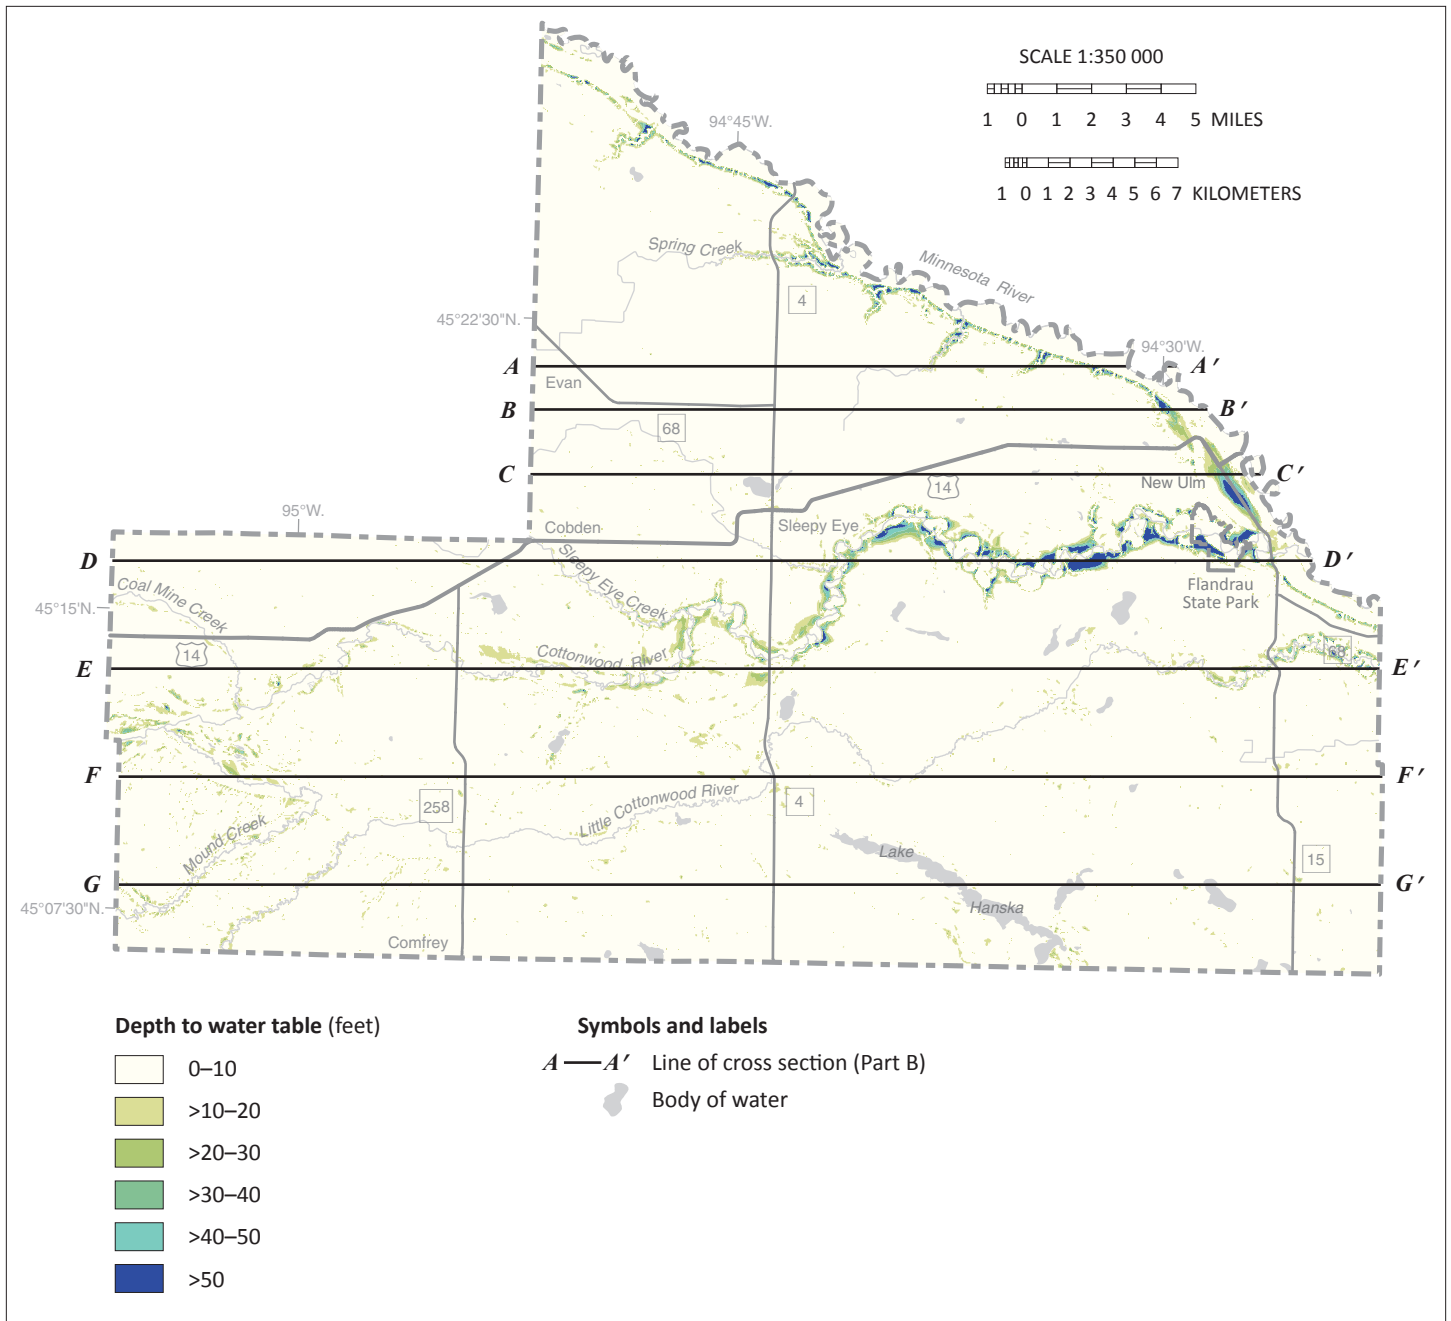 SCALE 1:350 000
1 0 1 2 3 4 5 MILES
1 0 1 2 3 4 5 6 7 KILOMETERS
94°45'W.
Spring Creek
Minnesota River
4
45°22'30"N.
94°30'W.
A A′
Evan
B B′
68
C C′
14
New Ulm
95°W.
Cobden
Sleepy Eye
D D′
Sleepy Eye Creek
Coal Mine Creek
Flandrau
State Park
45°15'N.
14
Cottonwood River
68
E E′
F F′
258
4
Little Cottonwood River
Mound Creek
Lake
15
G G′
45°07'30"N.
Hanska
Comfrey
Depth to water table (feet)
0–10
>10–20
>20–30
>30–40
>40–50
>50
Symbols and labels
A A′ Line of cross section (Part B)
Body of water